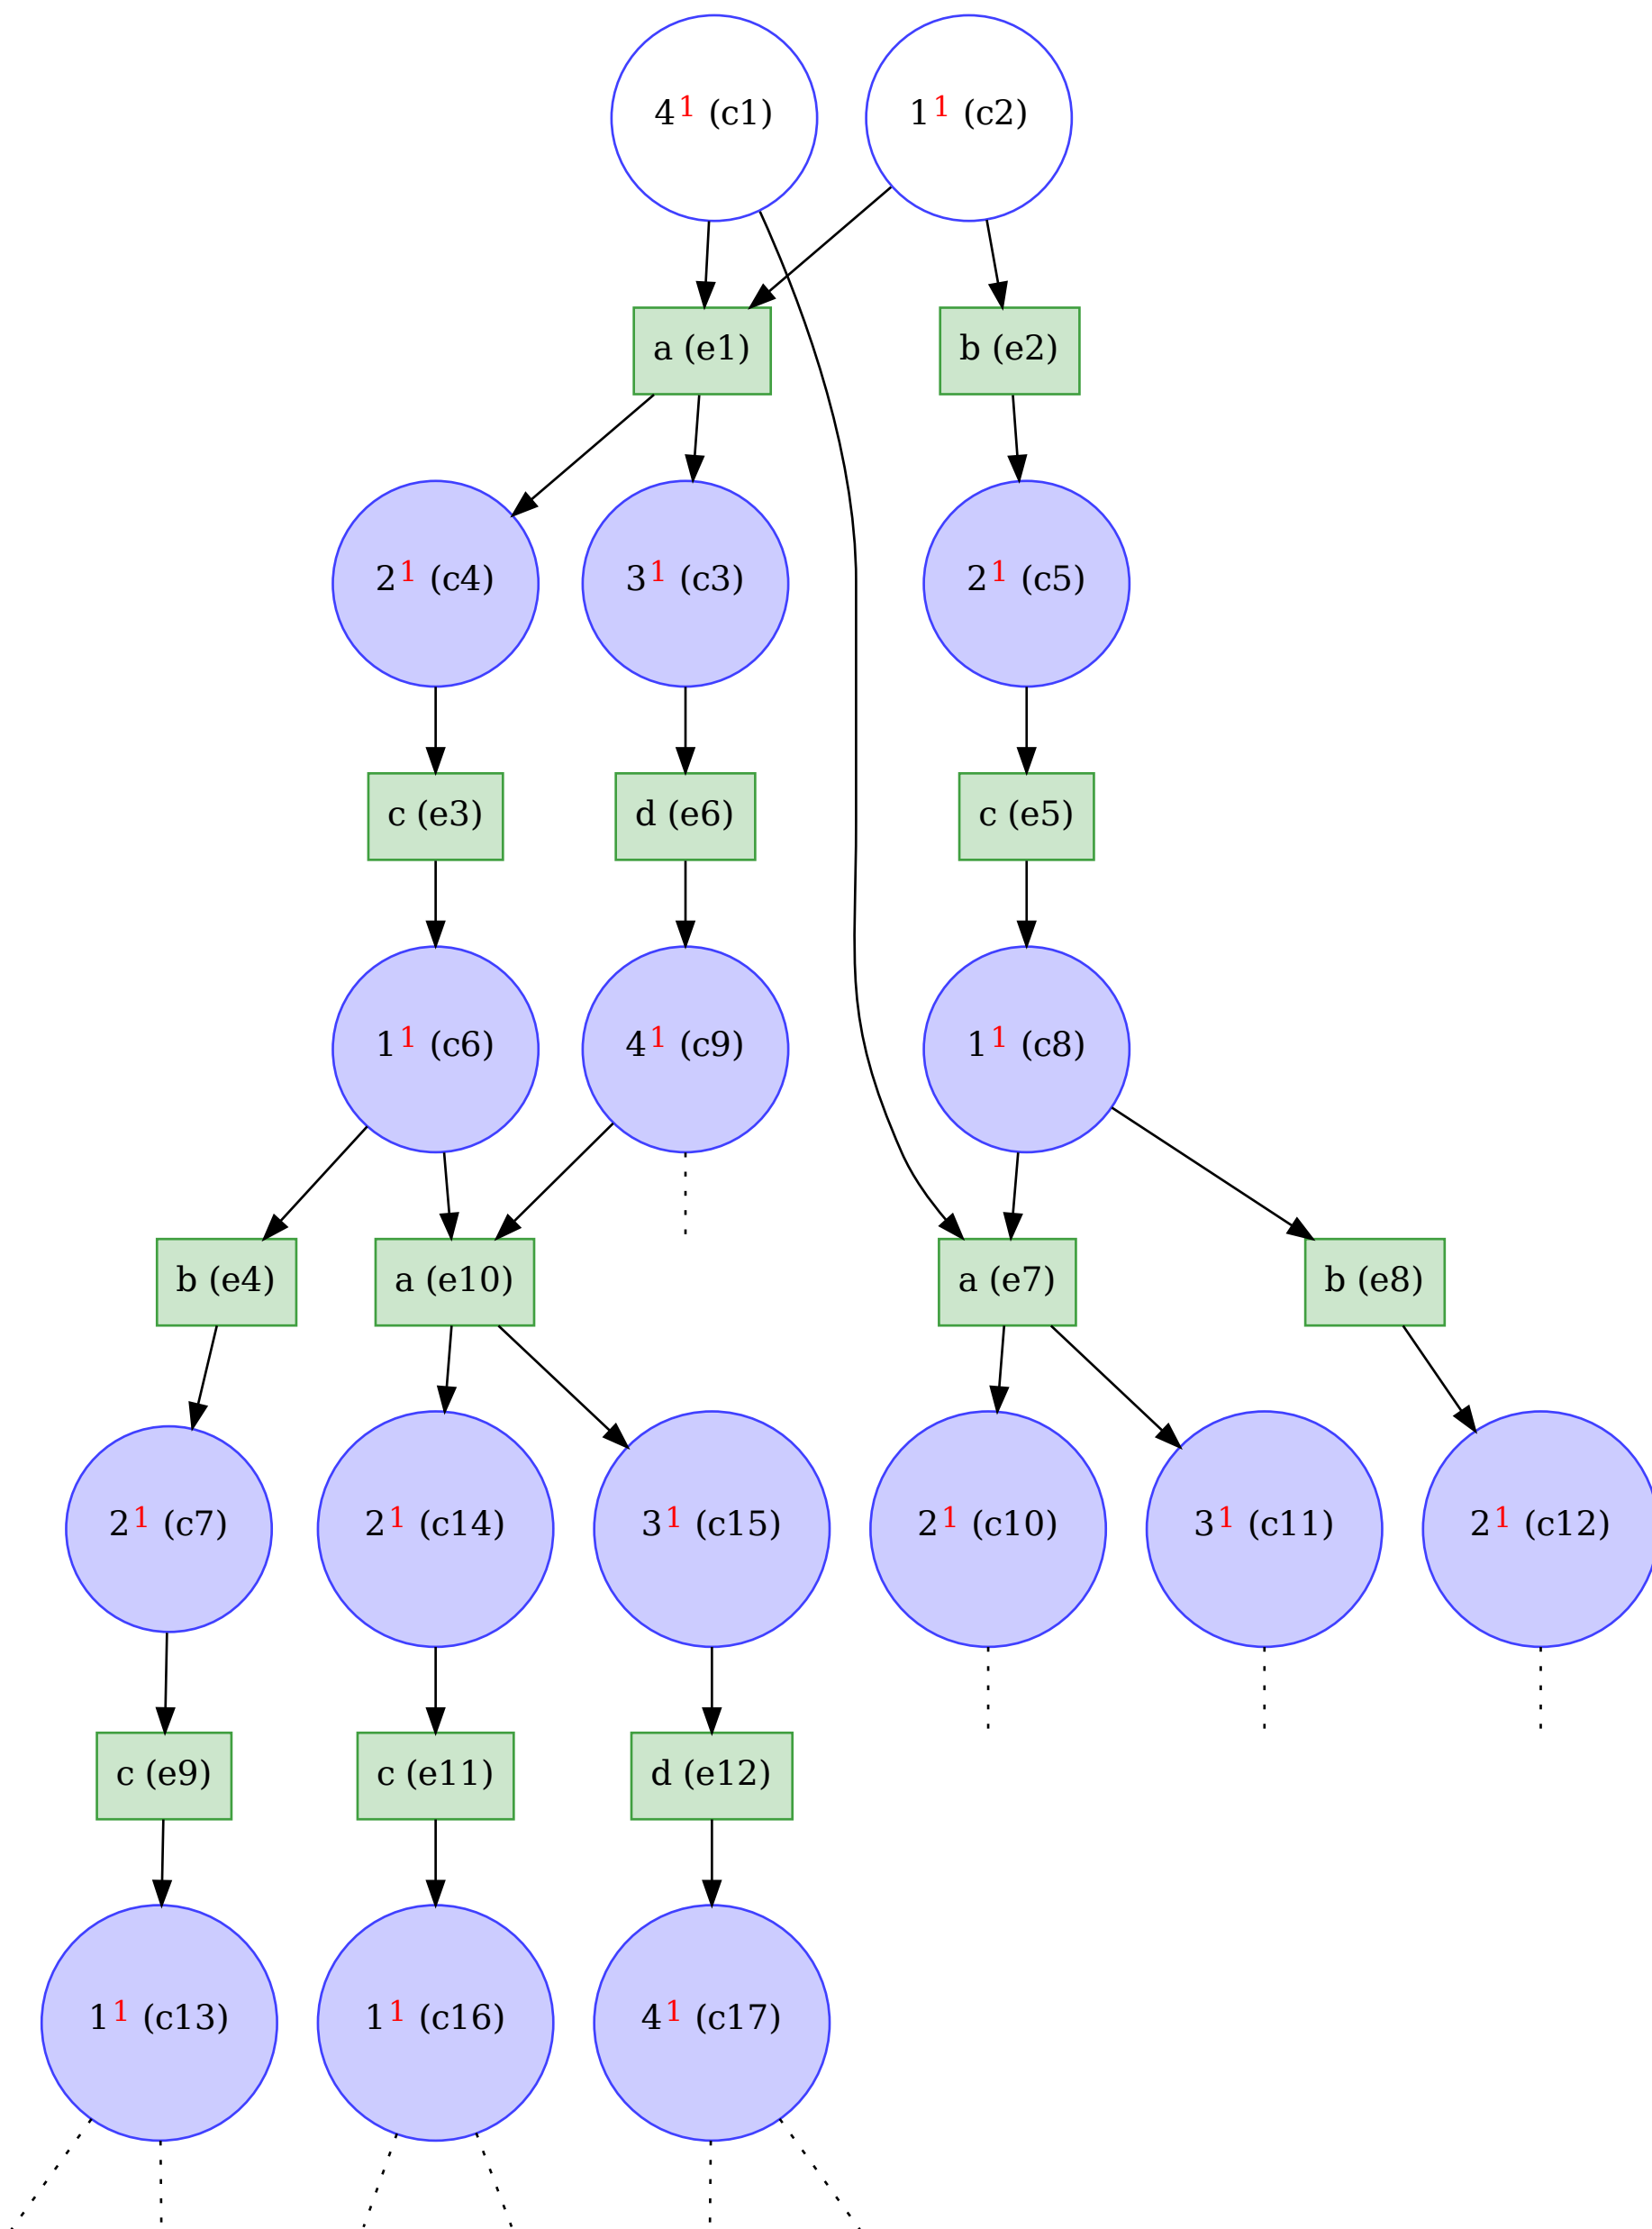 4¹ (c1)
1¹ (c2)
a (e1)
b (e2)
2¹ (c4)
3¹ (c3)
2¹ (c5)
c (e3)
d (e6)
c (e5)
1¹ (c6)
4¹ (c9)
1¹ (c8)
b (e4)
a (e10)
a (e7)
b (e8)
2¹ (c7)
2¹ (c14)
3¹ (c15)
2¹ (c10)
3¹ (c11)
2¹ (c12)
c (e9)
c (e11)
d (e12)
1¹ (c13)
1¹ (c16)
4¹ (c17)